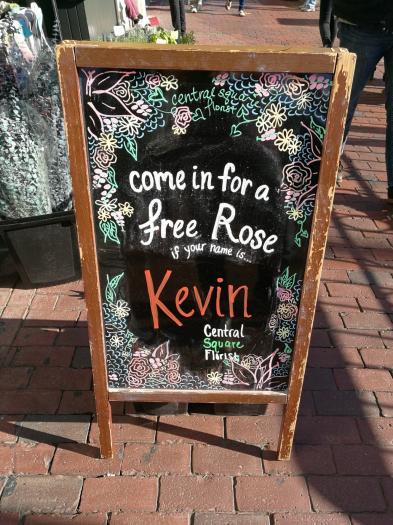 central square
florist
come in for a
free Rose
if your name is...
Kevin
Central
Square
Florist